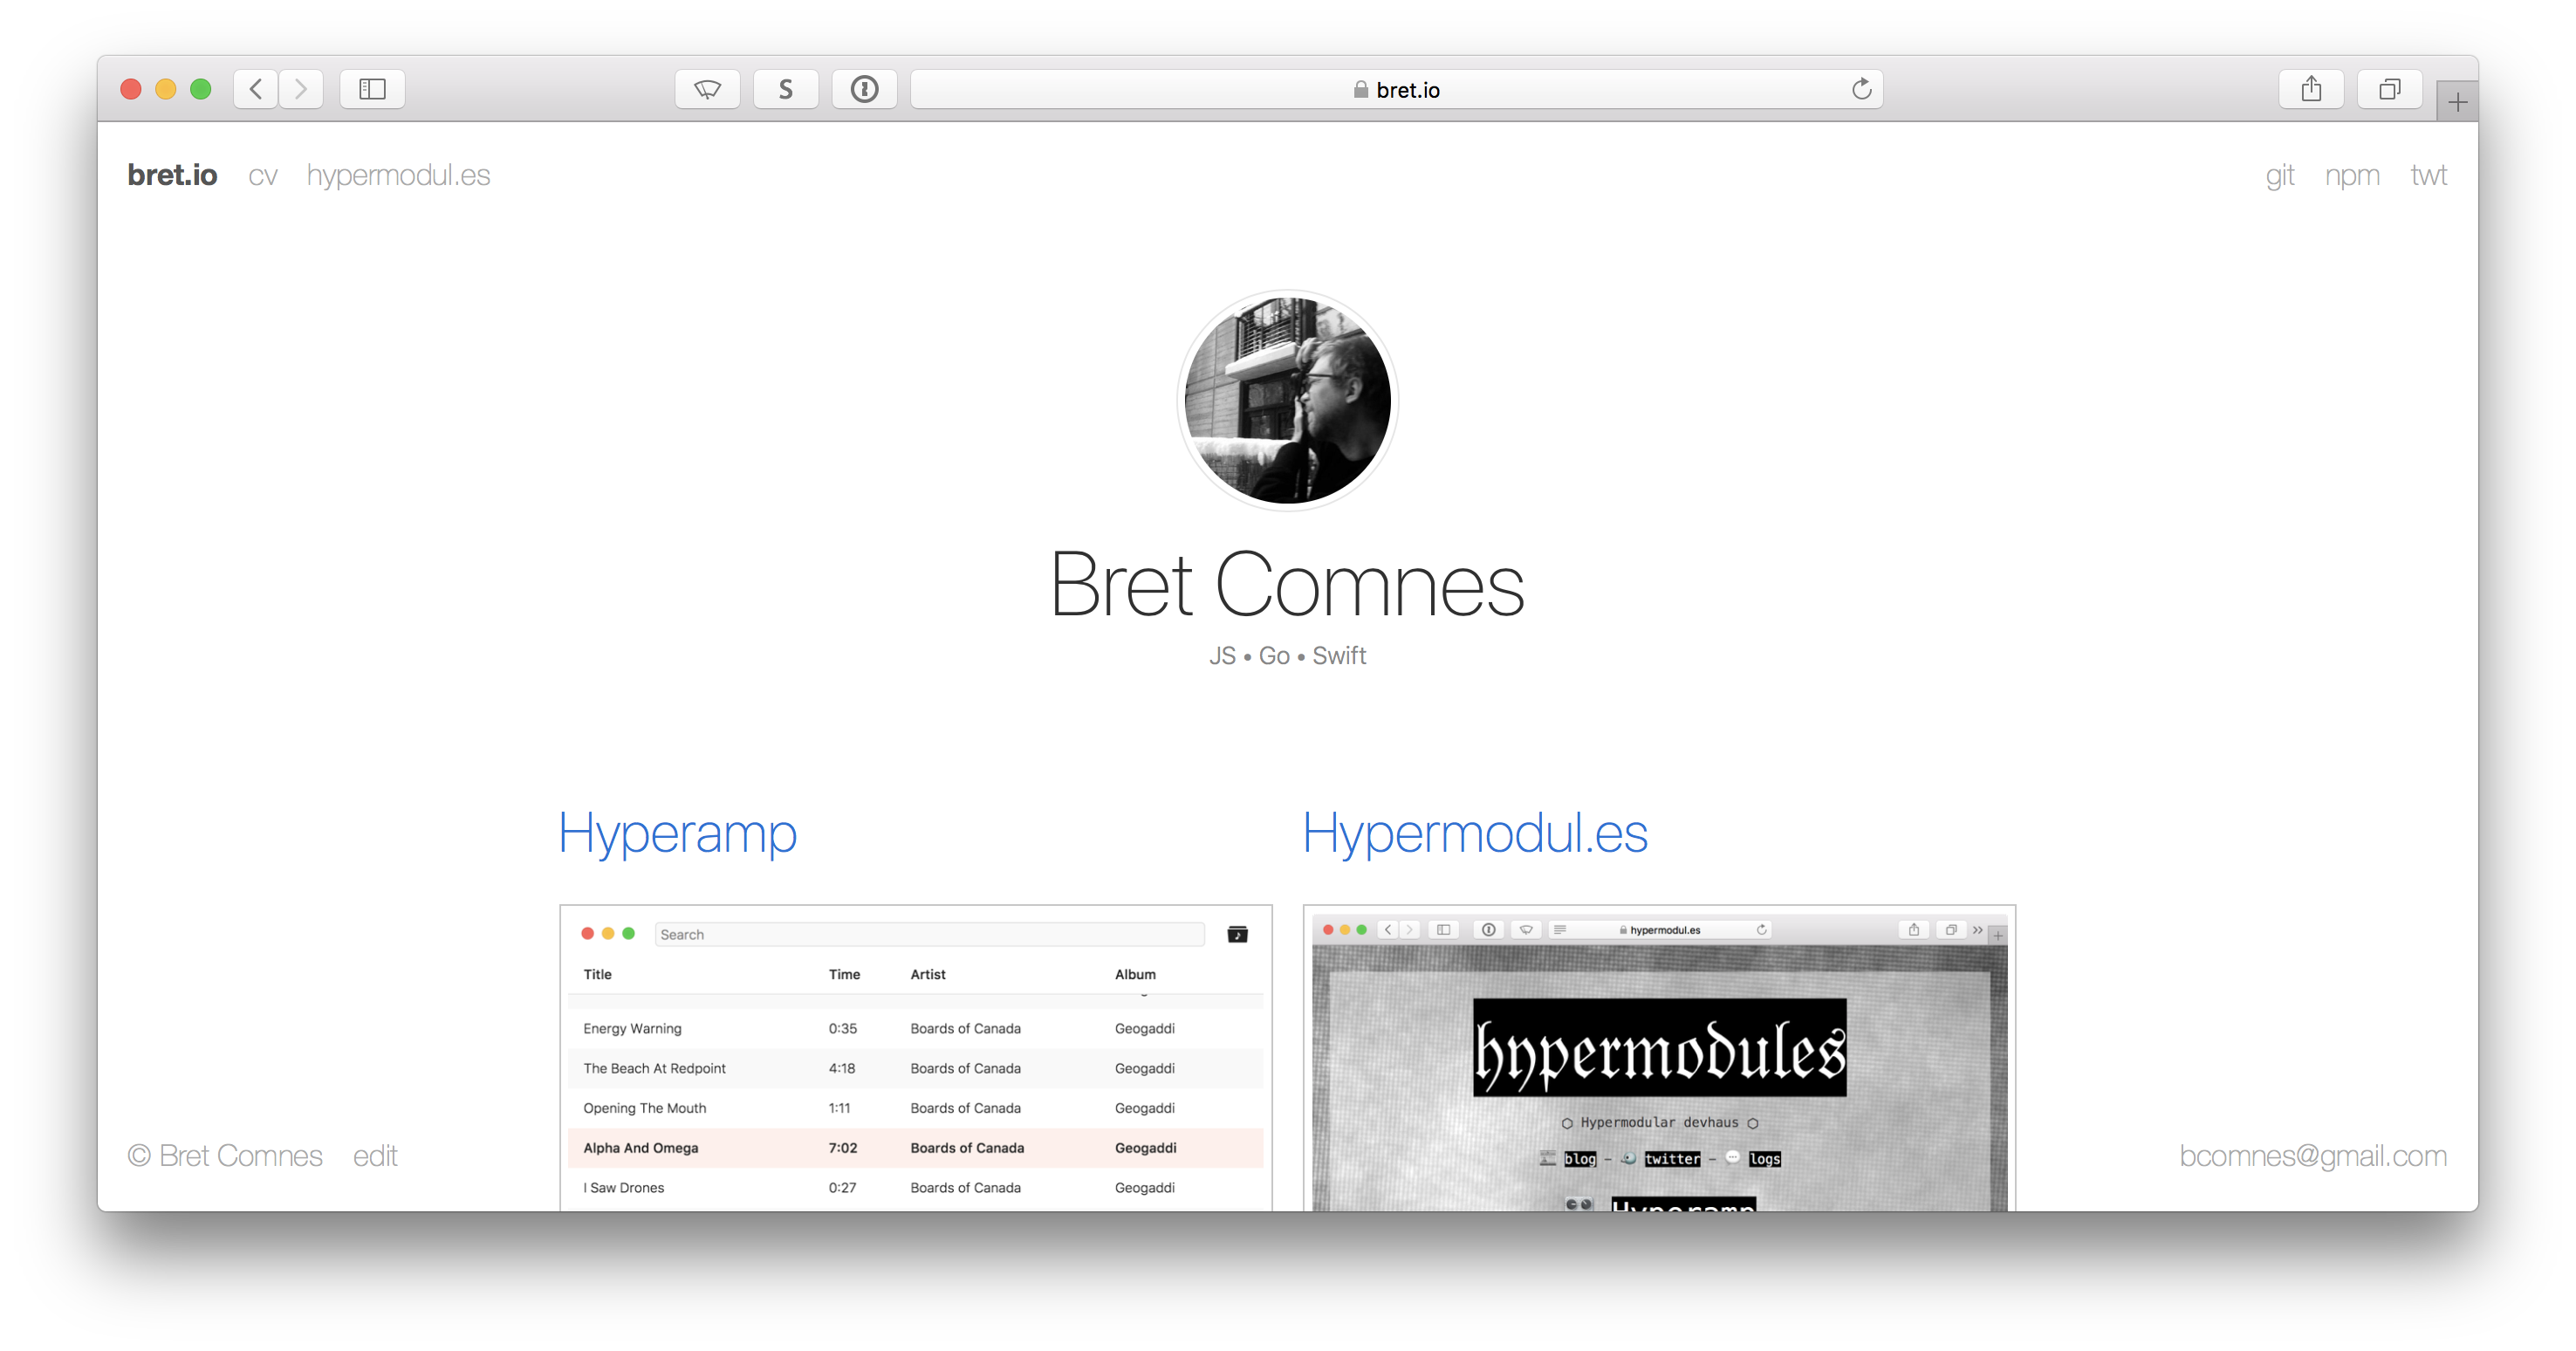 S
bret.io
bret.io cv hypermodul.es git npm twt
Bret Comnes
JS • Go • Swift
Hyperamp
Search
Title Time Artist Album
Energy Warning 0:35 Boards of Canada Geogaddi
The Beach At Redpoint 4:18 Boards of Canada Geogaddi
Opening The Mouth 1:11 Boards of Canada Geogaddi
Alpha And Omega 7:02 Boards of Canada Geogaddi
I Saw Drones 0:27 Boards of Canada Geogaddi
Hypermodul.es
hypermodul.es
hypermodules
⬡ Hypermodular devhaus ⬡
blog – twitter – logs
Hyperamp
© Bret Comnes edit bcomnes@gmail.com